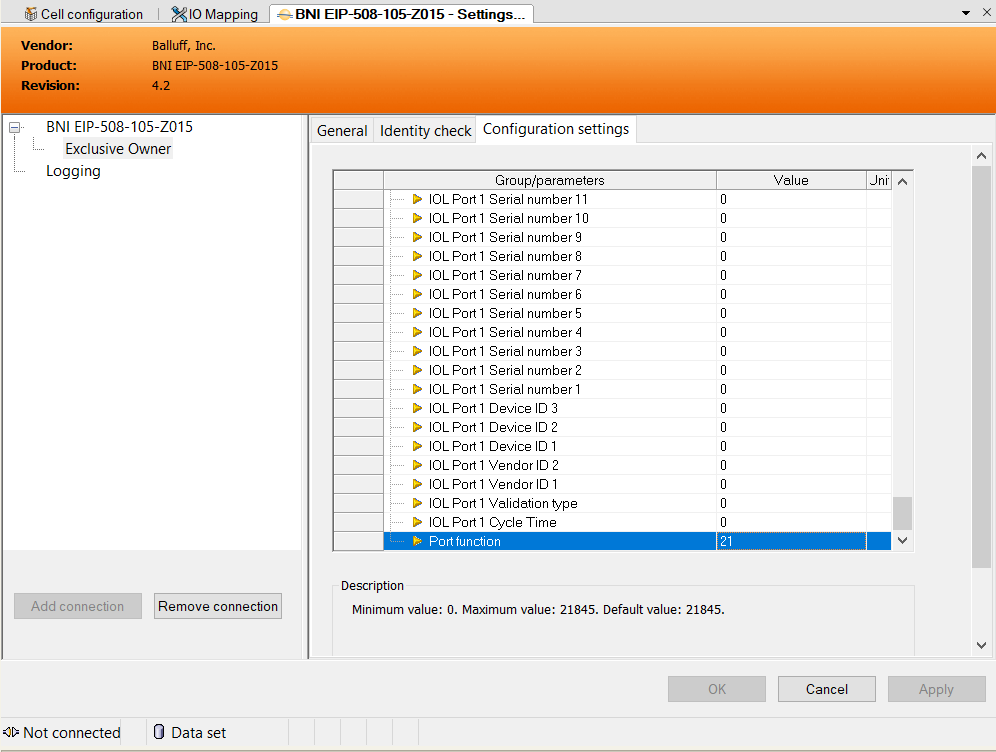 Cell configuration
IO Mapping
BNI EIP-508-105-Z015 - Settings...
Vendor: Balluff, Inc.
Product: BNI EIP-508-105-Z015
Revision: 4.2
BNI EIP-508-105-Z015
Exclusive Owner
Logging
Add connection
Remove connection
General
Identity check
Configuration settings
Group/parameters Value Uni
IOL Port 1 Serial number 11 0
IOL Port 1 Serial number 10 0
IOL Port 1 Serial number 9 0
IOL Port 1 Serial number 8 0
IOL Port 1 Serial number 7 0
IOL Port 1 Serial number 6 0
IOL Port 1 Serial number 5 0
IOL Port 1 Serial number 4 0
IOL Port 1 Serial number 3 0
IOL Port 1 Serial number 2 0
IOL Port 1 Serial number 1 0
IOL Port 1 Device ID 3 0
IOL Port 1 Device ID 2 0
IOL Port 1 Device ID 1 0
IOL Port 1 Vendor ID 2 0
IOL Port 1 Vendor ID 1 0
IOL Port 1 Validation type 0
IOL Port 1 Cycle Time 0
Port function 21
Description
Minimum value: 0. Maximum value: 21845. Default value: 21845.
OK
Cancel
Apply
Not connected
Data set